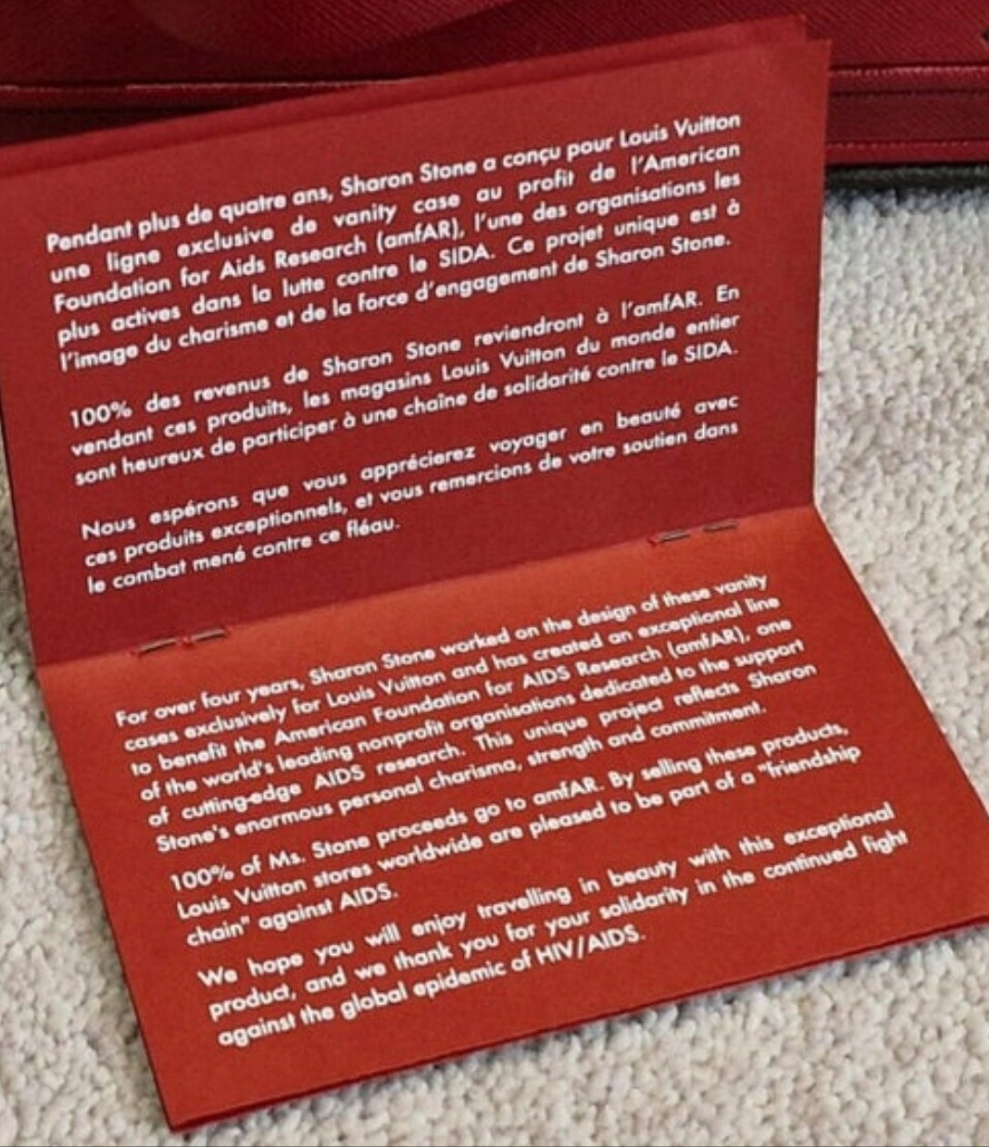 Pendant plus de quatre ans, Sharon Stone a conçu pour Louis Vuitton
une ligne exclusive de vanity case au profit de l'American
Foundation for Aids Research (amfAR), l'une des organisations les
plus actives dans la lutte contre le SIDA. Ce projet unique est à
l'image du charisme et de la force d'engagement de Sharon Stone.
100% des revenus de Sharon Stone reviendront à l'amfAR. En
vendant ces produits, les magasins Louis Vuitton du monde entier
sont heureux de participer à une chaîne de solidarité contre le SIDA.
Nous espérons que vous apprécierez voyager en beauté avec
ces produits exceptionnels, et vous remercions de votre soutien dans
le combat mené contre ce fléau.
For over four years, Sharon Stone worked on the design of these vanity
cases exclusively for Louis Vuitton and has created an exceptional line
to benefit the American Foundation for AIDS Research (amfAR), one
of the world's leading nonprofit organisations dedicated to the support
of cutting-edge AIDS research. This unique project reflects Sharon
Stone's enormous personal charisma, strength and commitment.
100% of Ms. Stone proceeds go to amfAR. By selling these products,
Louis Vuitton stores worldwide are pleased to be part of a "friendship
chain" against AIDS.
We hope you will enjoy travelling in beauty with this exceptional
product, and we thank you for your solidarity in the continued fight
against the global epidemic of HIV/AIDS.